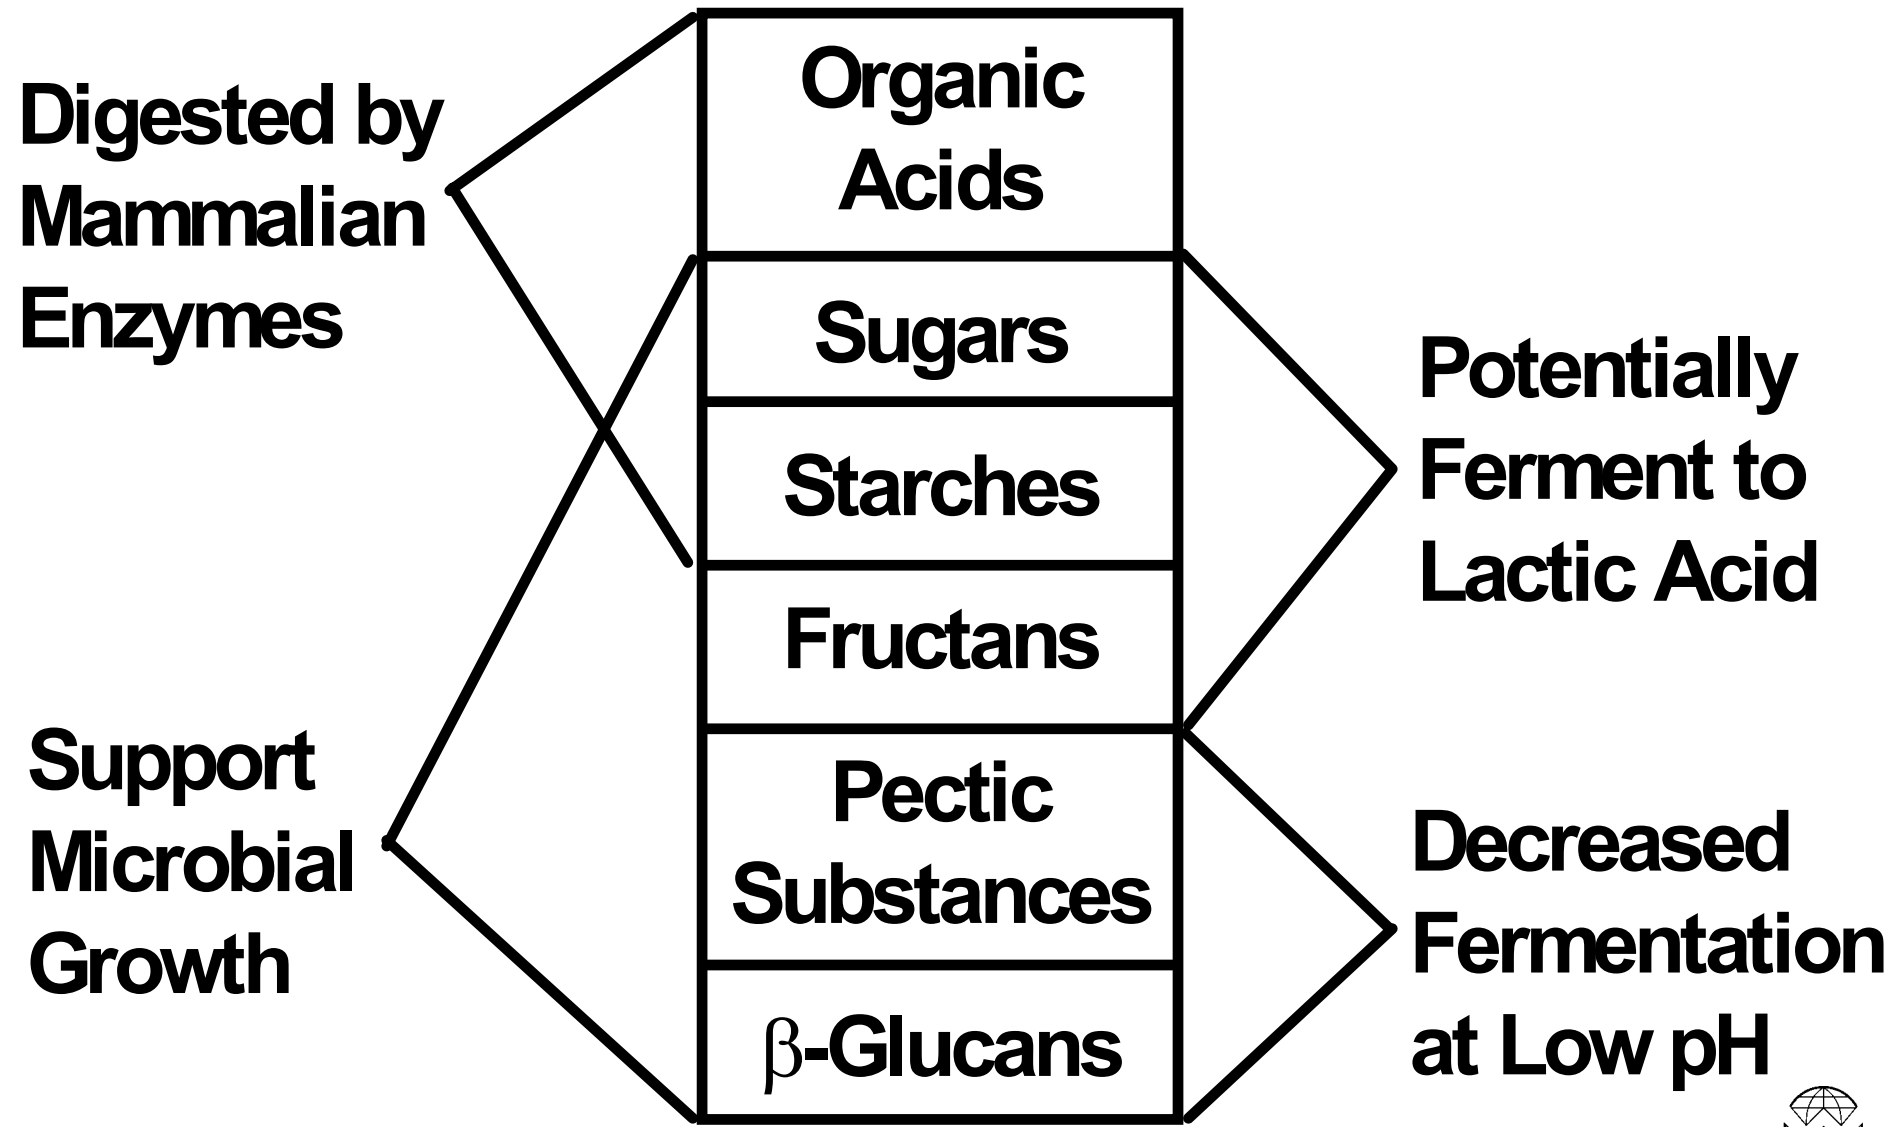 Digested by
Mammalian
Enzymes
Support
Microbial
Growth
Organic
Acids
Sugars
Starches
Fructans
Pectic
Substances
β-Glucans
Potentially
Ferment to
Lactic Acid
Decreased
Fermentation
at Low pH